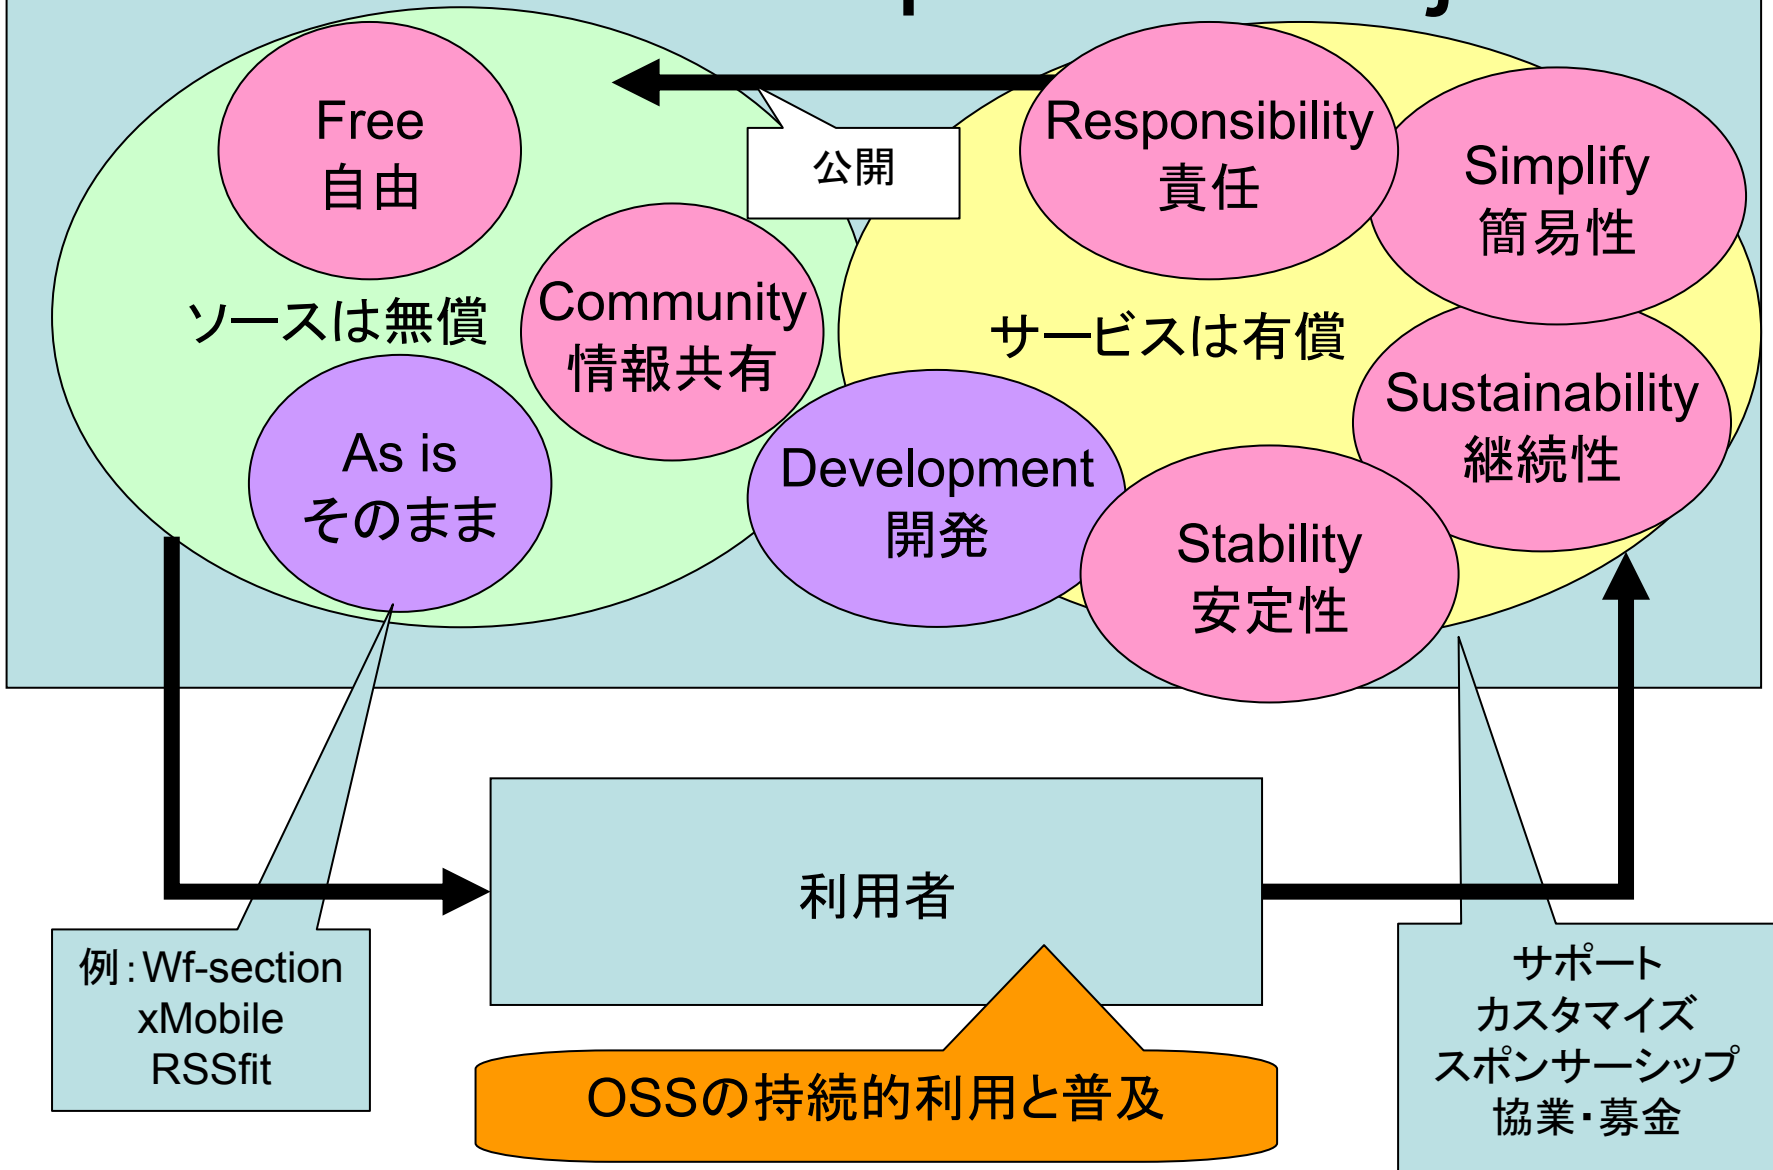 Free
自由
公開
Responsibility
責任
Simplify
簡易性
ソースは無償
Community
情報共有
サービスは有償
Sustainability
継続性
As is
そのまま
Development
開発
Stability
安定性
利用者
例：Wf-section
xMobile
RSSfit
OSSの持続的利用と普及
サポート
カスタマイズ
スポンサーシップ
協業・募金